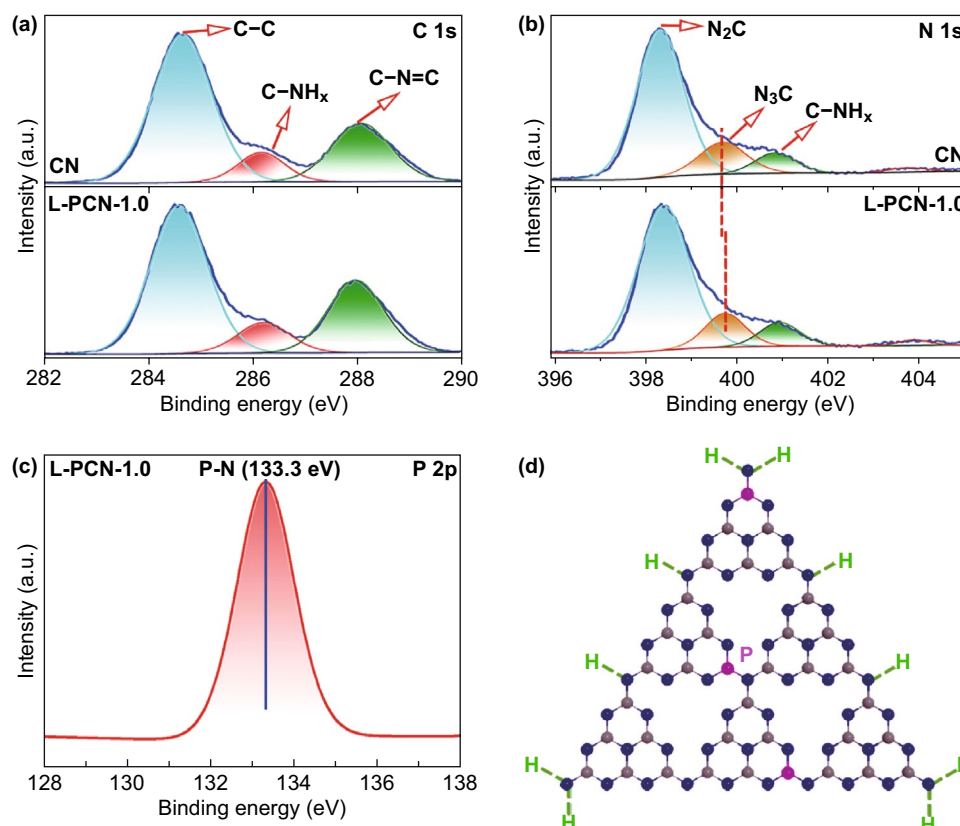 (a)
C−C
C 1s
C−NHₓ
C−N=C
CN
L-PCN-1.0
Intensity (a.u.)
282 284 286 288 290
Binding energy (eV)
(b)
N₂C
N 1s
N₃C
C−NHₓ
CN
L-PCN-1.0
Intensity (a.u.)
396 398 400 402 404
Binding energy (eV)
(c)
L-PCN-1.0 P-N (133.3 eV) P 2p
Intensity (a.u.)
128 130 132 134 136 138
Binding energy (eV)
(d)
H H
H H
P
H H
H H
H H